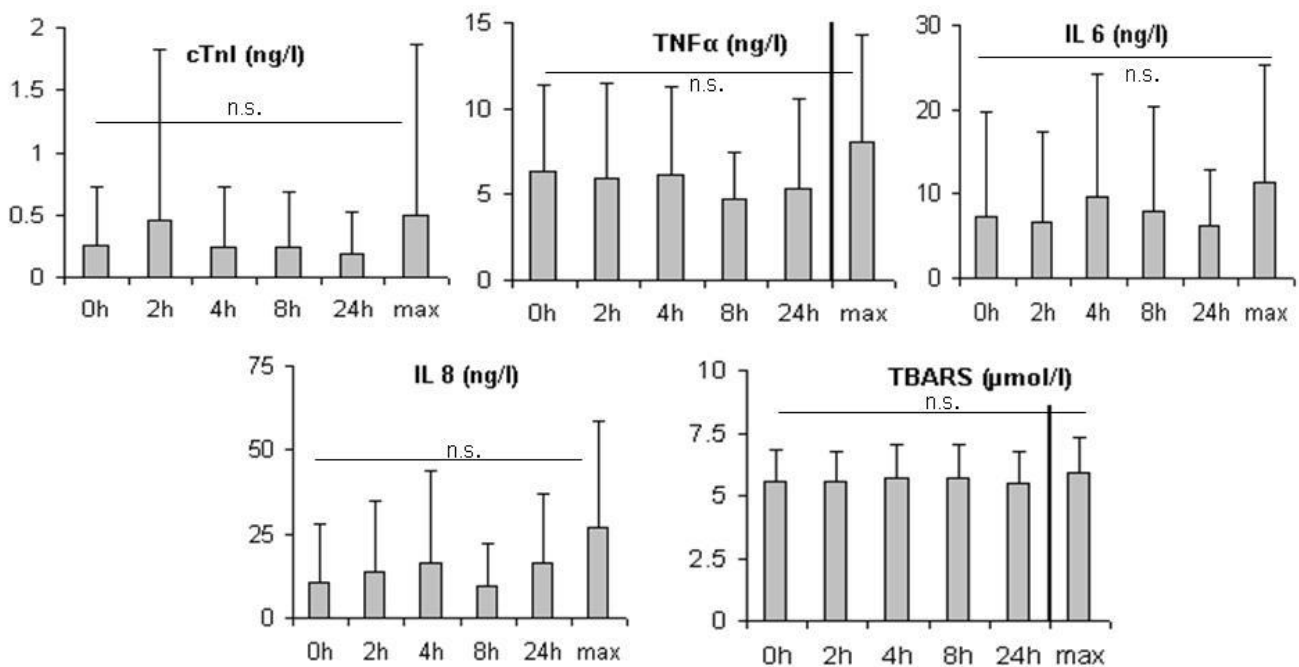 cTnI (ng/l)
2
1.5
1
0.5
0
n.s.
0h 2h 4h 8h 24h max
TNFα (ng/l)
15
10
5
0
n.s.
0h 2h 4h 8h 24h max
IL 6 (ng/l)
30
20
10
0
n.s.
0h 2h 4h 8h 24h max
IL 8 (ng/l)
75
50
25
0
n.s.
0h 2h 4h 8h 24h max
TBARS (µmol/l)
10
7.5
5
2.5
0
n.s.
0h 2h 4h 8h 24h max